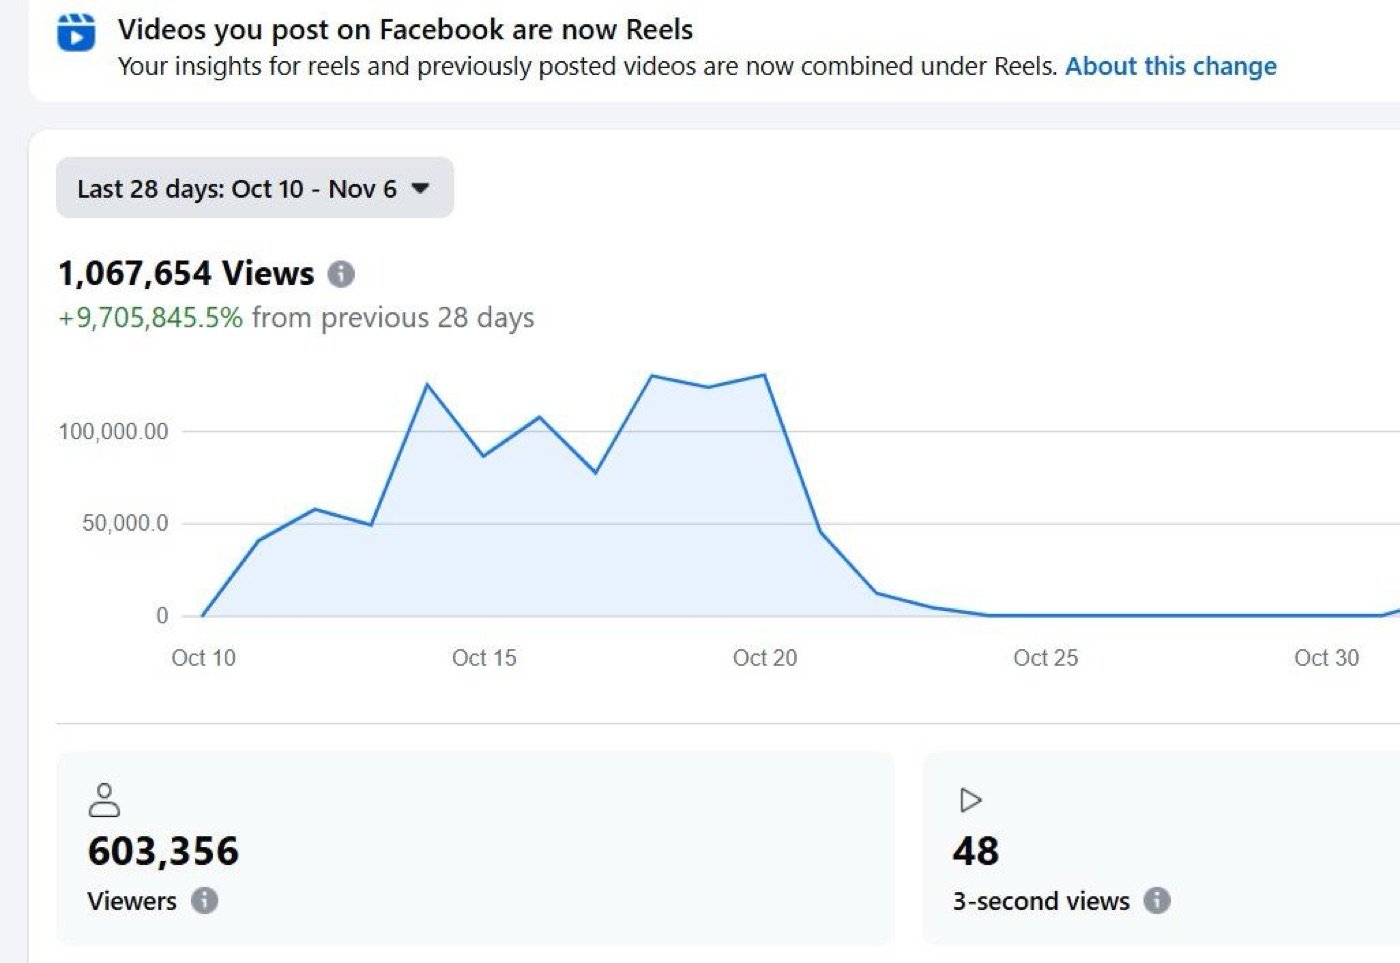 Videos you post on Facebook are now Reels
Your insights for reels and previously posted videos are now combined under Reels. About this change
Last 28 days: Oct 10 - Nov 6
1,067,654 Views
+9,705,845.5% from previous 28 days
100,000.00
50,000.0
0
Oct 10 Oct 15 Oct 20 Oct 25 Oct 30
603,356
Viewers
48
3-second views